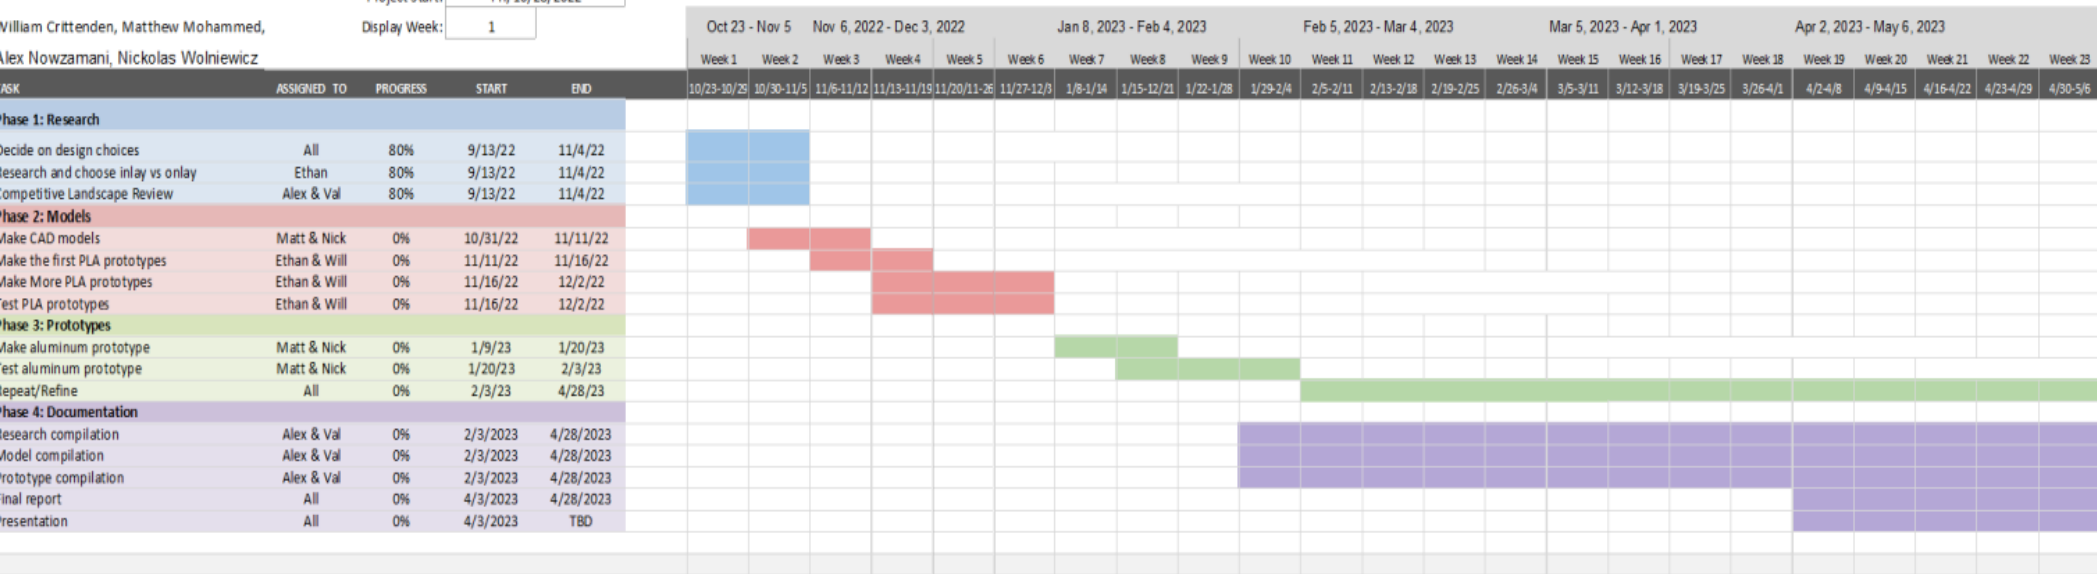 Project Start:
Display Week: 1
William Crittenden, Matthew Mohammed,
Alex Nowzamani, Nickolas Wolniewicz
Oct 23 - Nov 5 Nov 6, 2022 - Dec 3, 2022 Jan 8, 2023 - Feb 4, 2023 Feb 5, 2023 - Mar 4, 2023 Mar 5, 2023 - Apr 1, 2023 Apr 2, 2023 - May 6, 2023
Week 1 Week 2 Week 3 Week 4 Week 5 Week 6 Week 7 Week 8 Week 9 Week 10 Week 11 Week 12 Week 13 Week 14 Week 15 Week 16 Week 17 Week 18 Week 19 Week 20 Week 21 Week 22 Week 23
TASK ASSIGNED TO PROGRESS START END 10/23-10/29 10/30-11/5 11/6-11/12 11/13-11/19 11/20/11-26 11/27-12/3 1/8-1/14 1/15-12/21 1/22-1/28 1/29-2/4 2/5-2/11 2/13-2/18 2/19-2/25 2/26-3/4 3/5-3/11 3/12-3/18 3/19-3/25 3/26-4/1 4/2-4/8 4/9-4/15 4/16-4/22 4/23-4/29 4/30-5/6
Phase 1: Research
Decide on design choices All 80% 9/13/22 11/4/22
Research and choose inlay vs onlay Ethan 80% 9/13/22 11/4/22
Competitive Landscape Review Alex & Val 80% 9/13/22 11/4/22
Phase 2: Models
Make CAD models Matt & Nick 0% 10/31/22 11/11/22
Make the first PLA prototypes Ethan & Will 0% 11/11/22 11/16/22
Make More PLA prototypes Ethan & Will 0% 11/16/22 12/2/22
Test PLA prototypes Ethan & Will 0% 11/16/22 12/2/22
Phase 3: Prototypes
Make aluminum prototype Matt & Nick 0% 1/9/23 1/20/23
Test aluminum prototype Matt & Nick 0% 1/20/23 2/3/23
Repeat/Refine All 0% 2/3/23 4/28/23
Phase 4: Documentation
Research compilation Alex & Val 0% 2/3/2023 4/28/2023
Model compilation Alex & Val 0% 2/3/2023 4/28/2023
Prototype compilation Alex & Val 0% 2/3/2023 4/28/2023
Final report All 0% 4/3/2023 4/28/2023
Presentation All 0% 4/3/2023 TBD